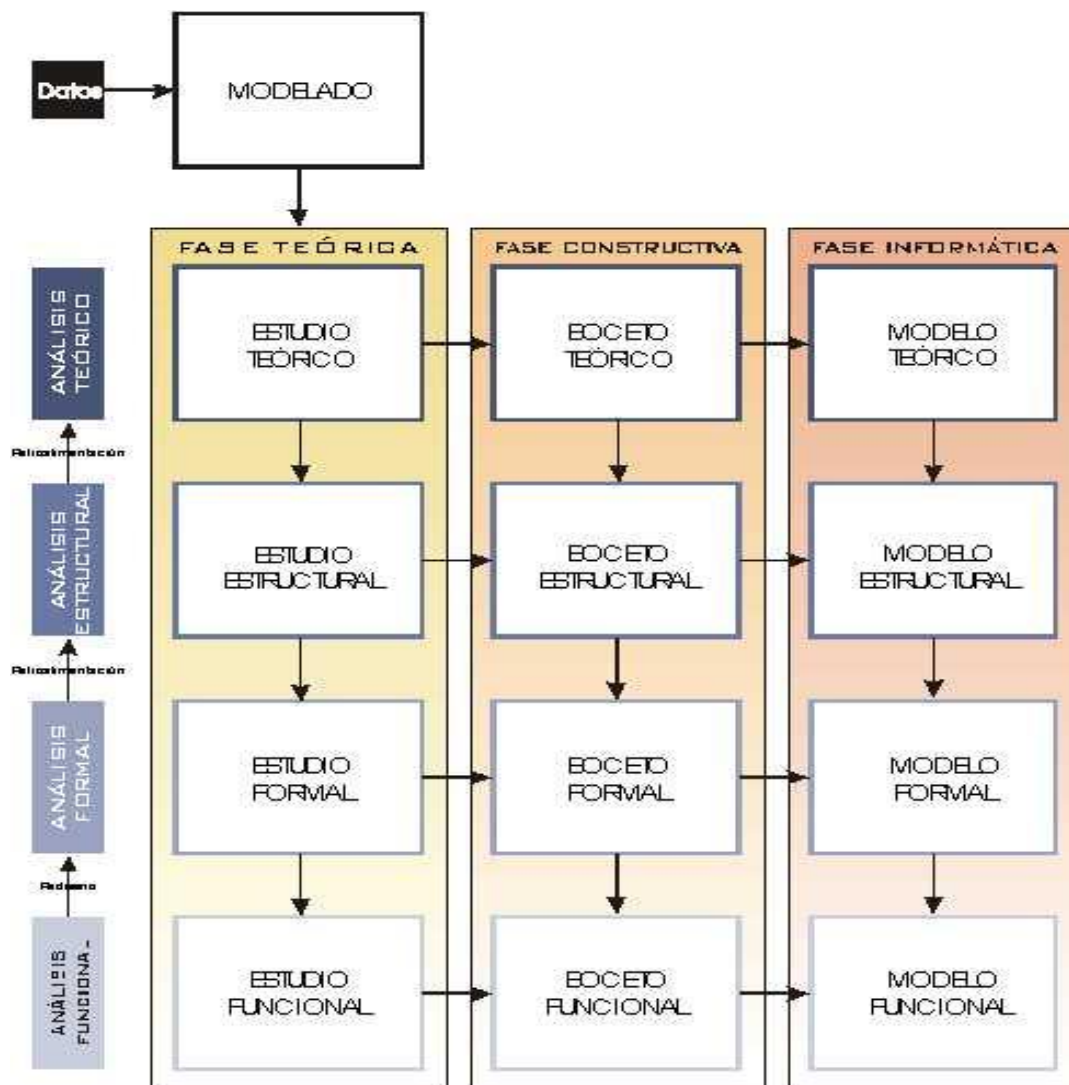 Datos
MODELADO
FASE TEÓRICA
FASE CONSTRUCTIVA
FASE INFORMÁTICA
ANÁLISIS
TEÓRICO
ESTUDIO
TEÓRICO
BOCETO
TEÓRICO
MODELO
TEÓRICO
Retroalimentación
ANÁLISIS
ESTRUCTURAL
ESTUDIO
ESTRUCTURAL
BOCETO
ESTRUCTURAL
MODELO
ESTRUCTURAL
Retroalimentación
ANÁLISIS
FORMAL
ESTUDIO
FORMAL
BOCETO
FORMAL
MODELO
FORMAL
ANÁLISIS
FUNCIONAL
ESTUDIO
FUNCIONAL
BOCETO
FUNCIONAL
MODELO
FUNCIONAL